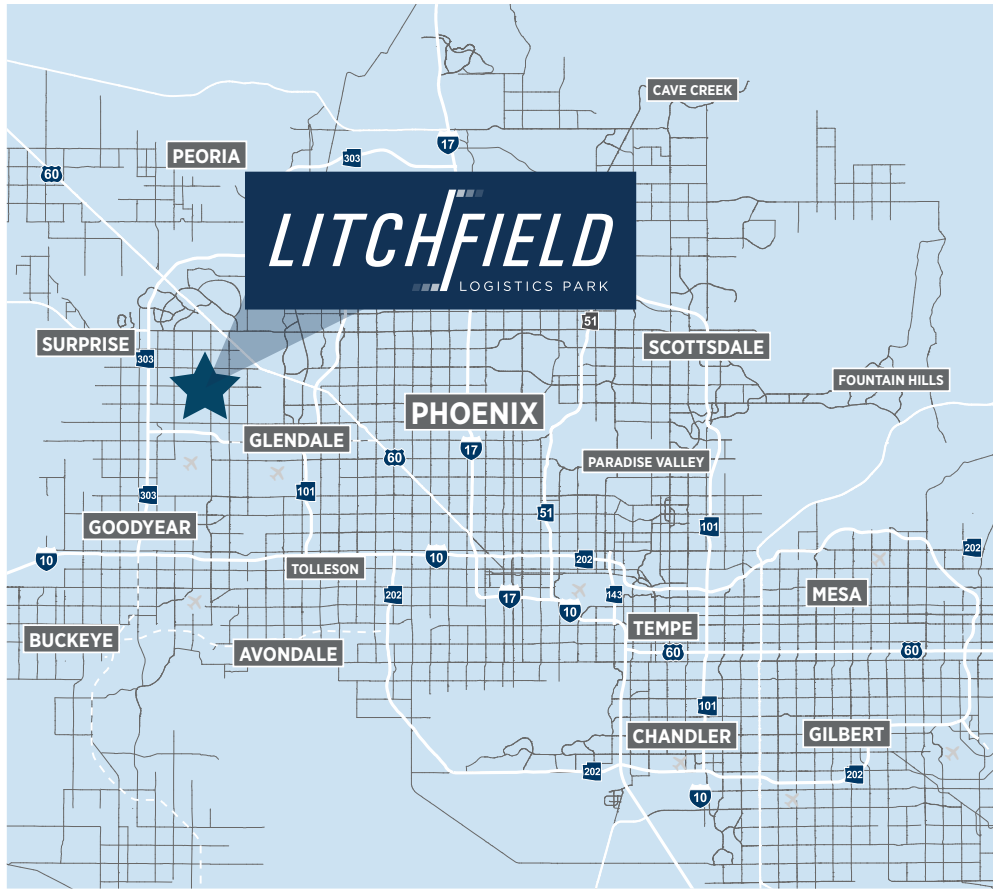 CAVE CREEK
17
PEORIA
303
60
LITCHFIELD
LOGISTICS PARK
51
SURPRISE
303
SCOTTSDALE
FOUNTAIN HILLS
PHOENIX
GLENDALE
17
60
PARADISE VALLEY
101
303
51
GOODYEAR
101
10
10
202
202
TOLLESON
202
17
10
143
MESA
BUCKEYE
AVONDALE
TEMPE
60
60
101
CHANDLER
GILBERT
202
202
10